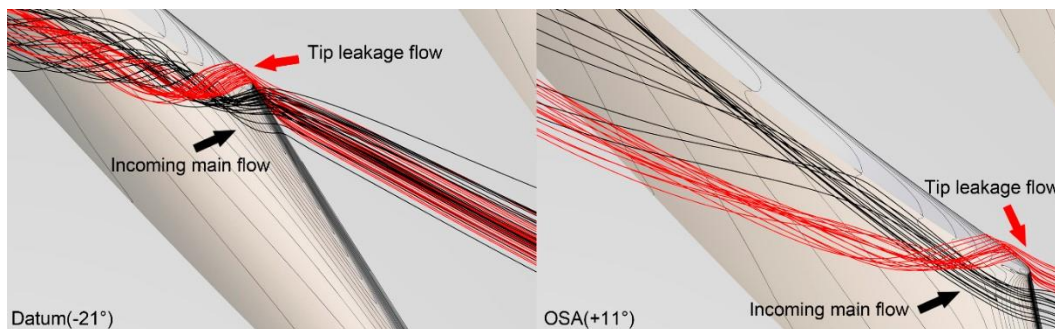 Tip leakage flow
Incoming main flow
Datum(-21°)
Tip leakage flow
Incoming main flow
OSA(+11°)